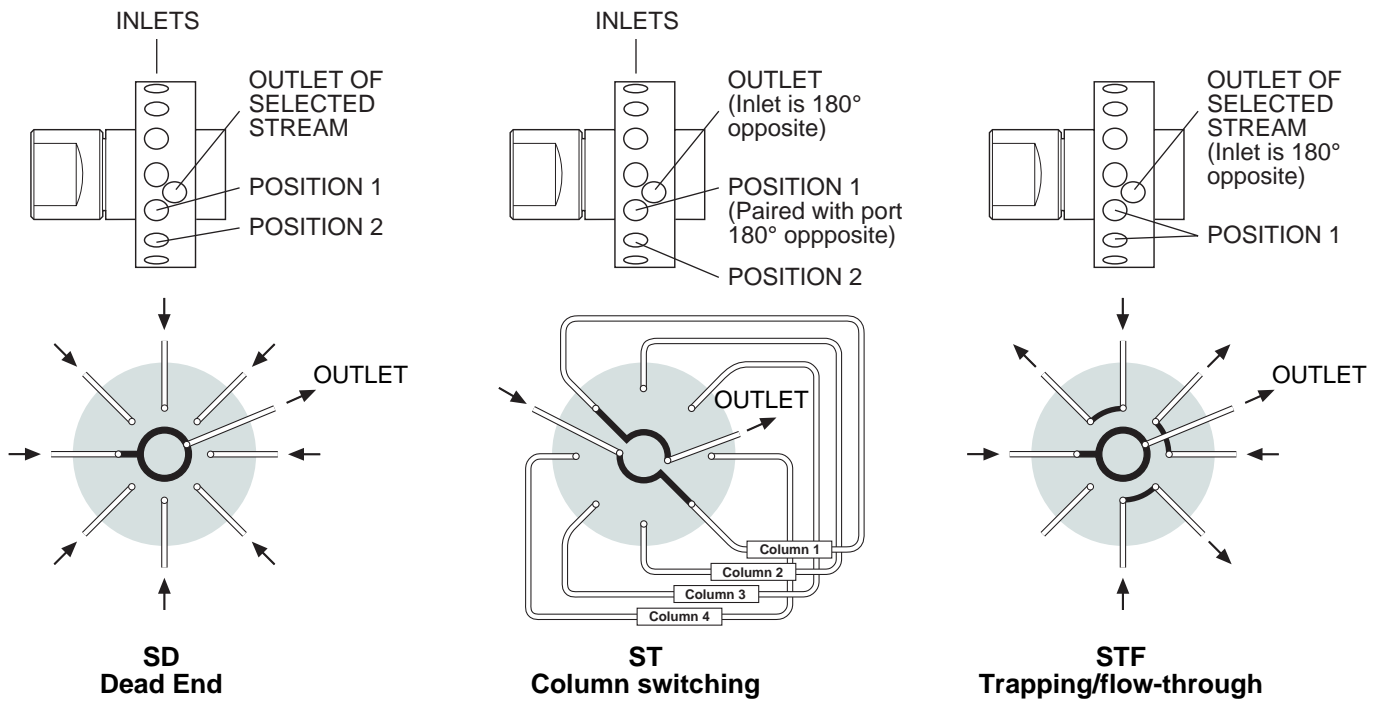 INLETS
OUTLET OF
SELECTED
STREAM
POSITION 1
POSITION 2
INLETS
OUTLET
(Inlet is 180°
opposite)
POSITION 1
(Paired with port
180° oppposite)
POSITION 2
OUTLET OF
SELECTED
STREAM
(Inlet is 180°
opposite)
POSITION 1
OUTLET
SD
Dead End
OUTLET
Column 1
Column 2
Column 3
Column 4
ST
Column switching
OUTLET
STF
Trapping/flow-through